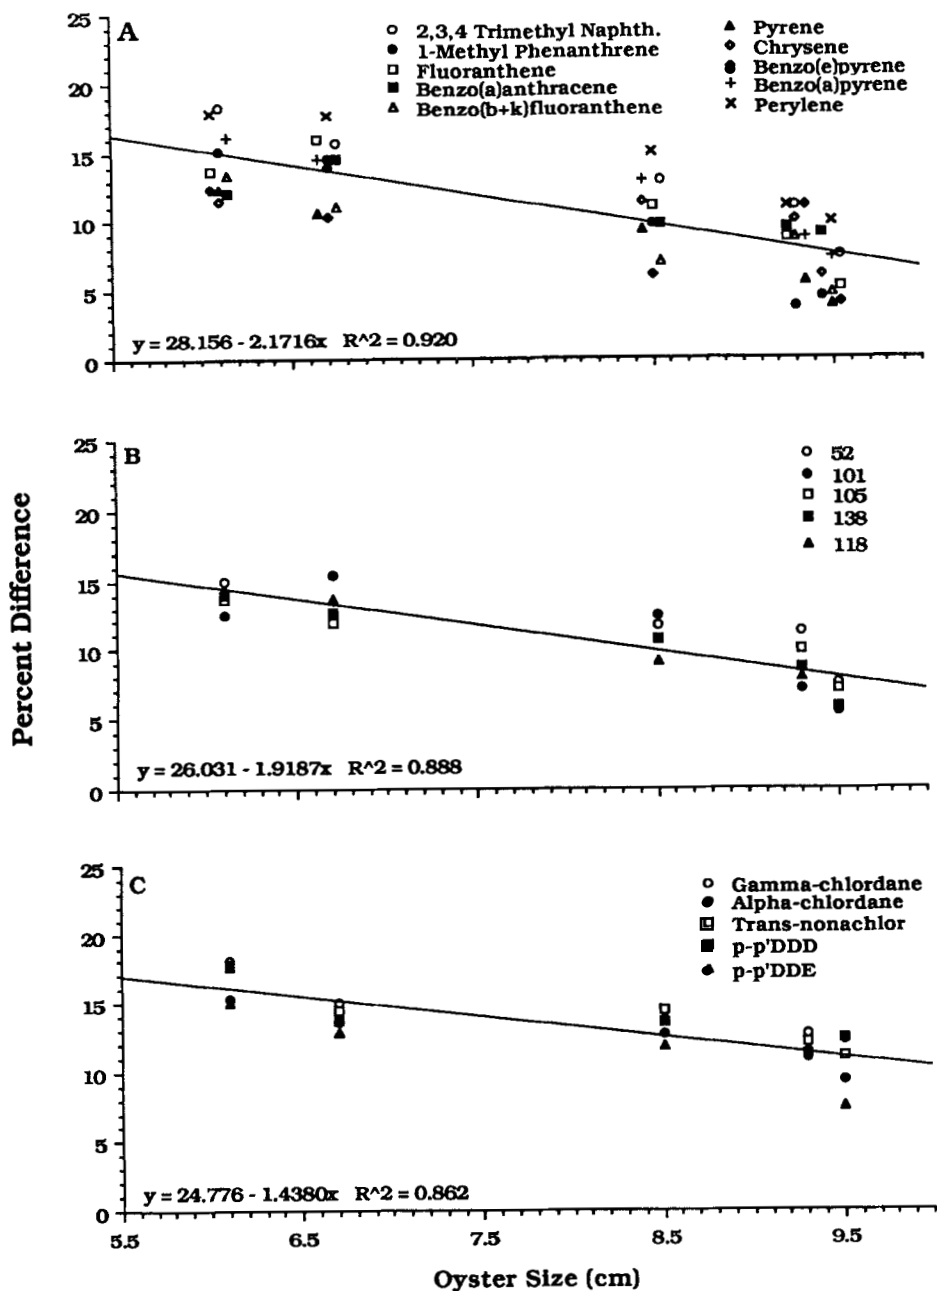 A
2,3,4 Trimethyl Naphth.
1-Methyl Phenanthrene
Fluoranthene
Benzo(a)anthracene
Benzo(b+k)fluoranthene
Pyrene
Chrysene
Benzo(e)pyrene
Benzo(a)pyrene
Perylene
25
20
15
10
5
0
y = 28.156 - 2.1716x R^2 = 0.920
B
52
101
105
138
118
25
20
15
10
5
0
y = 26.031 - 1.9187x R^2 = 0.888
Percent Difference
C
Gamma-chlordane
Alpha-chlordane
Trans-nonachlor
p-p'DDD
p-p'DDE
25
20
15
10
5
0
y = 24.776 - 1.4380x R^2 = 0.862
5.5 6.5 7.5 8.5 9.5
Oyster Size (cm)